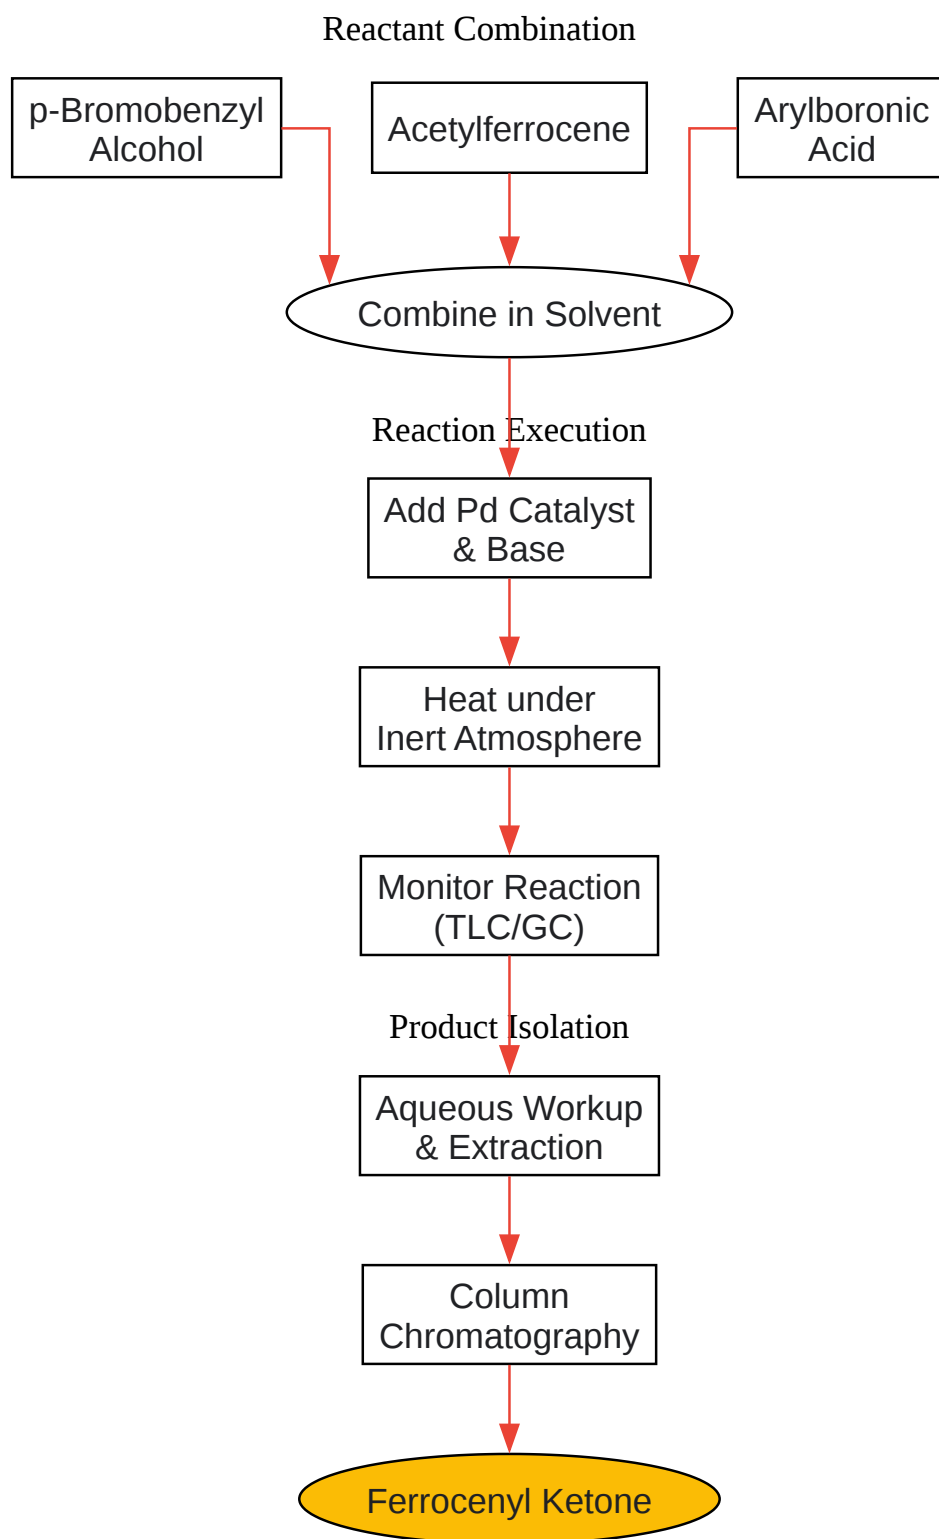 Reactant Combination
p-Bromobenzyl
Alcohol
Acetylferrocene
Arylboronic
Acid
Combine in Solvent
Reaction Execution
Add Pd Catalyst
& Base
Heat under
Inert Atmosphere
Monitor Reaction
(TLC/GC)
Product Isolation
Aqueous Workup
& Extraction
Column
Chromatography
Ferrocenyl Ketone